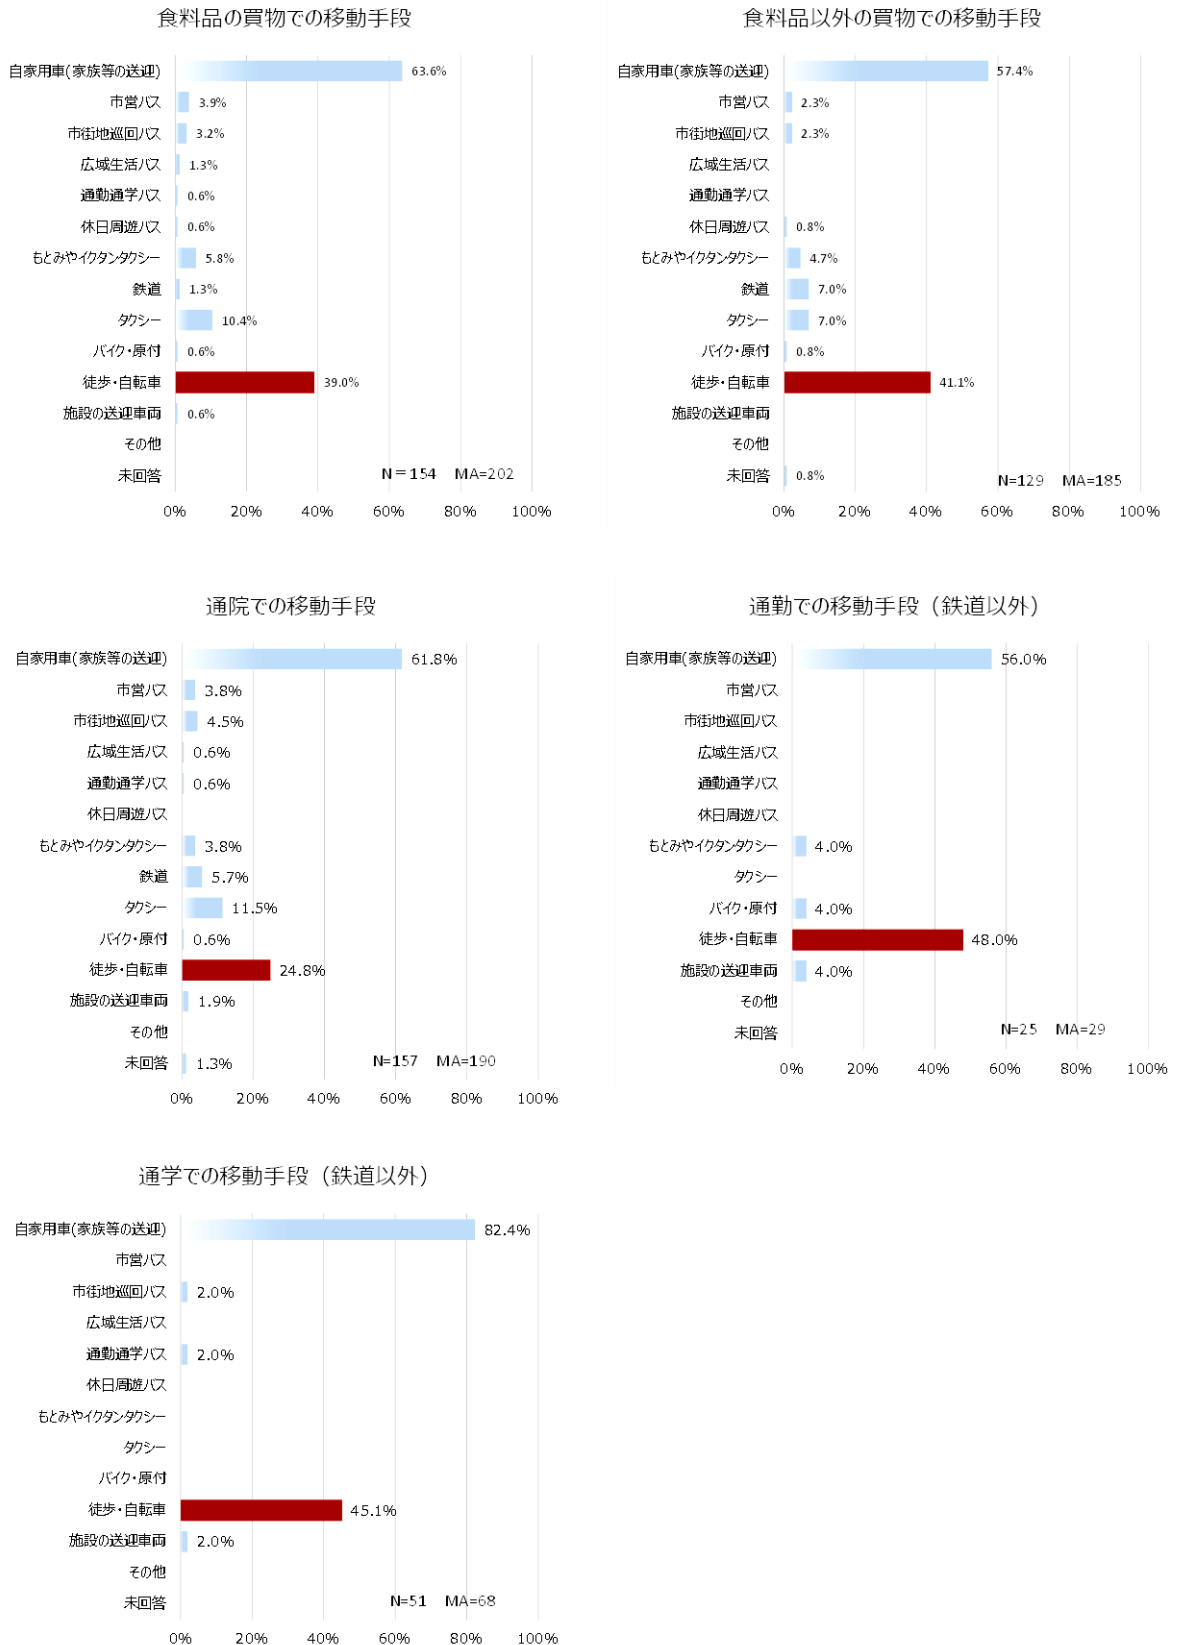 食料品の買物での移動手段
自家用車(家族等の送迎) 63.6%
市営バス 3.9%
市街地巡回バス 3.2%
広域生活バス 1.3%
通勤通学バス 0.6%
休日周遊バス 0.6%
もとみやイクタンタクシー 5.8%
鉄道 1.3%
タクシー 10.4%
バイク・原付 0.6%
徒歩・自転車 39.0%
施設の送迎車両 0.6%
その他
未回答
N＝154 MA=202
0% 20% 40% 60% 80% 100%
食料品以外の買物での移動手段
自家用車(家族等の送迎) 57.4%
市営バス 2.3%
市街地巡回バス 2.3%
広域生活バス
通勤通学バス
休日周遊バス 0.8%
もとみやイクタンタクシー 4.7%
鉄道 7.0%
タクシー 7.0%
バイク・原付 0.8%
徒歩・自転車 41.1%
施設の送迎車両
その他
未回答 0.8%
N=129 MA=185
0% 20% 40% 60% 80% 100%
通院での移動手段
自家用車(家族等の送迎) 61.8%
市営バス 3.8%
市街地巡回バス 4.5%
広域生活バス 0.6%
通勤通学バス 0.6%
休日周遊バス
もとみやイクタンタクシー 3.8%
鉄道 5.7%
タクシー 11.5%
バイク・原付 0.6%
徒歩・自転車 24.8%
施設の送迎車両 1.9%
その他
未回答 1.3%
N=157 MA=190
0% 20% 40% 60% 80% 100%
通勤での移動手段（鉄道以外）
自家用車(家族等の送迎) 56.0%
市営バス
市街地巡回バス
広域生活バス
通勤通学バス
休日周遊バス
もとみやイクタンタクシー 4.0%
タクシー
バイク・原付 4.0%
徒歩・自転車 48.0%
施設の送迎車両 4.0%
その他
未回答
N=25 MA=29
0% 20% 40% 60% 80% 100%
通学での移動手段（鉄道以外）
自家用車(家族等の送迎) 82.4%
市営バス
市街地巡回バス 2.0%
広域生活バス
通勤通学バス 2.0%
休日周遊バス
もとみやイクタンタクシー
タクシー
バイク・原付
徒歩・自転車 45.1%
施設の送迎車両 2.0%
その他
未回答
N=51 MA=68
0% 20% 40% 60% 80% 100%